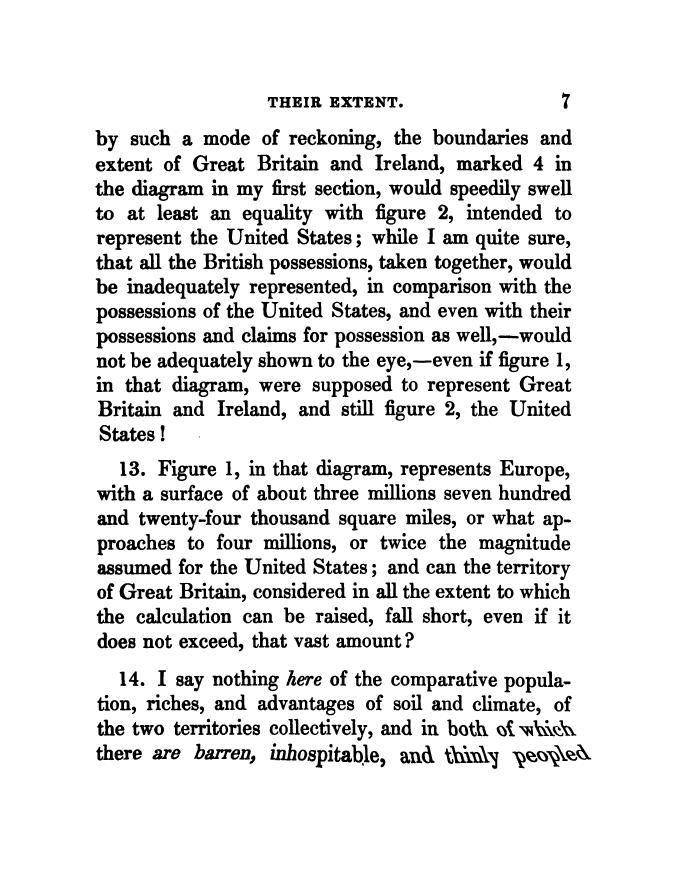 THEIR EXTENT. 7
by such a mode of reckoning, the boundaries and
extent of Great Britain and Ireland, marked 4 in
the diagram in my first section, would speedily swell
to at least an equality with figure 2, intended to
represent the United States; while I am quite sure,
that all the British possessions, taken together, would
be inadequately represented, in comparison with the
possessions of the United States, and even with their
possessions and claims for possession as well,—would
not be adequately shown to the eye,—even if figure 1,
in that diagram, were supposed to represent Great
Britain and Ireland, and still figure 2, the United
States!
13. Figure 1, in that diagram, represents Europe,
with a surface of about three millions seven hundred
and twenty-four thousand square miles, or what ap-
proaches to four millions, or twice the magnitude
assumed for the United States; and can the territory
of Great Britain, considered in all the extent to which
the calculation can be raised, fall short, even if it
does not exceed, that vast amount?
14. I say nothing here of the comparative popula-
tion, riches, and advantages of soil and climate, of
the two territories collectively, and in both of which
there are barren, inhospitable, and thinly peopled